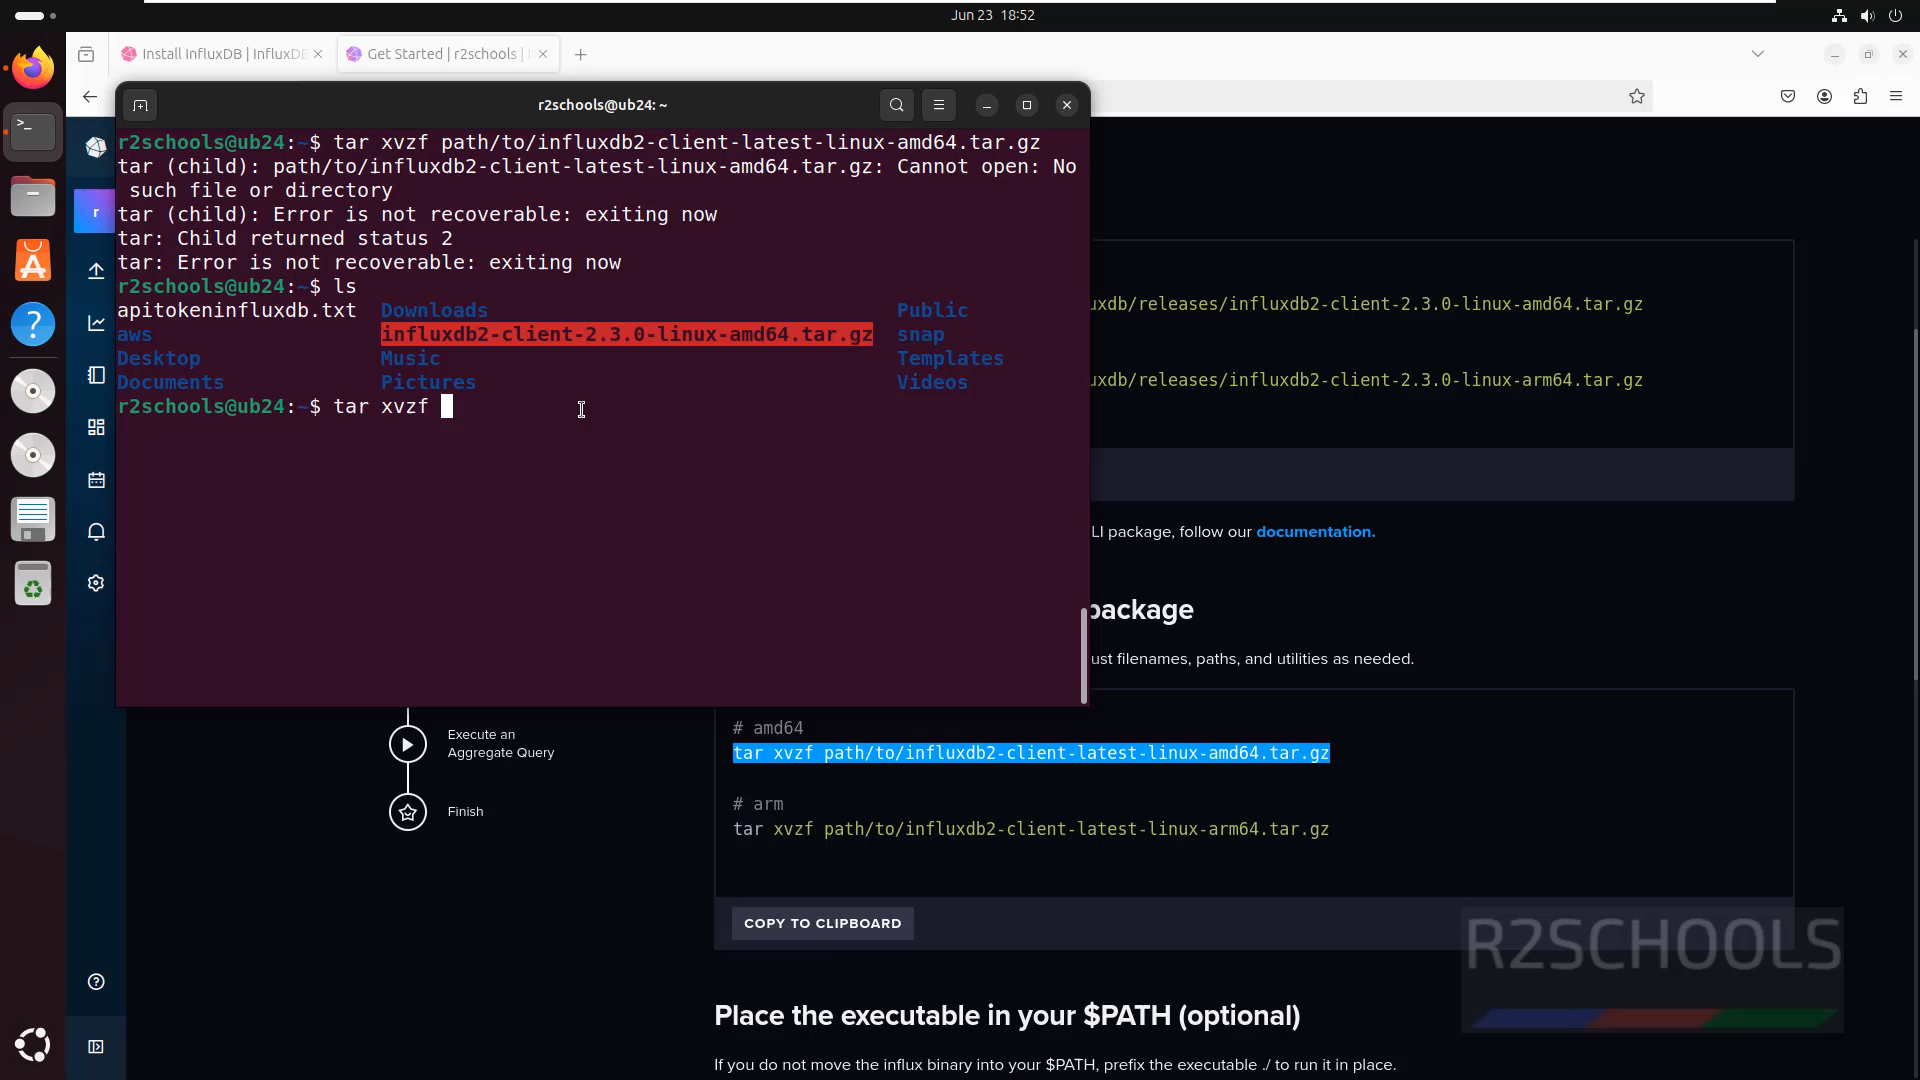 Jun 23 18:52
Install InfluxDB | InfluxDB
Get Started | r2schools |
r2schools@ub24: ~
r2schools@ub24:~$ tar xvzf path/to/influxdb2-client-latest-linux-amd64.tar.gz
tar (child): path/to/influxdb2-client-latest-linux-amd64.tar.gz: Cannot open: No
such file or directory
tar (child): Error is not recoverable: exiting now
tar: Child returned status 2
tar: Error is not recoverable: exiting now
r2schools@ub24:~$ ls
apitokeninfluxdb.txt Downloads Public
aws influxdb2-client-2.3.0-linux-amd64.tar.gz snap
Desktop Music Templates
Documents Pictures Videos
r2schools@ub24:~$ tar xvzf
r
uxdb/releases/influxdb2-client-2.3.0-linux-amd64.tar.gz
uxdb/releases/influxdb2-client-2.3.0-linux-arm64.tar.gz
LI package, follow our documentation.
package
ust filenames, paths, and utilities as needed.
Execute an
Aggregate Query
Finish
# amd64
tar xvzf path/to/influxdb2-client-latest-linux-amd64.tar.gz
# arm
tar xvzf path/to/influxdb2-client-latest-linux-arm64.tar.gz
COPY TO CLIPBOARD
R2SCHOOLS
Place the executable in your $PATH (optional)
If you do not move the influx binary into your $PATH, prefix the executable ./ to run it in place.